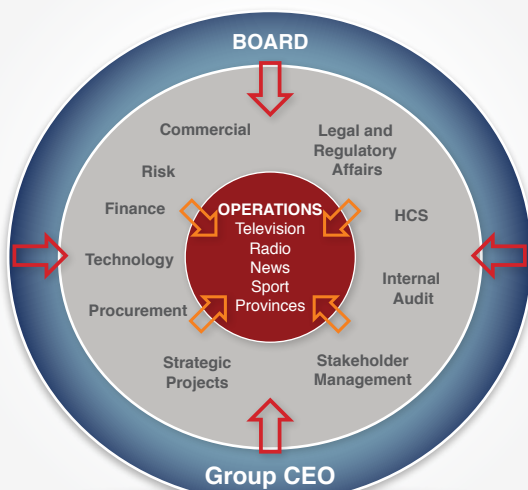 BOARD
Commercial
Legal and
Regulatory
Affairs
Risk
Finance
HCS
Technology
Internal
Audit
Procurement
Strategic
Projects
Stakeholder
Management
OPERATIONS
Television
Radio
News
Sport
Provinces
Group CEO